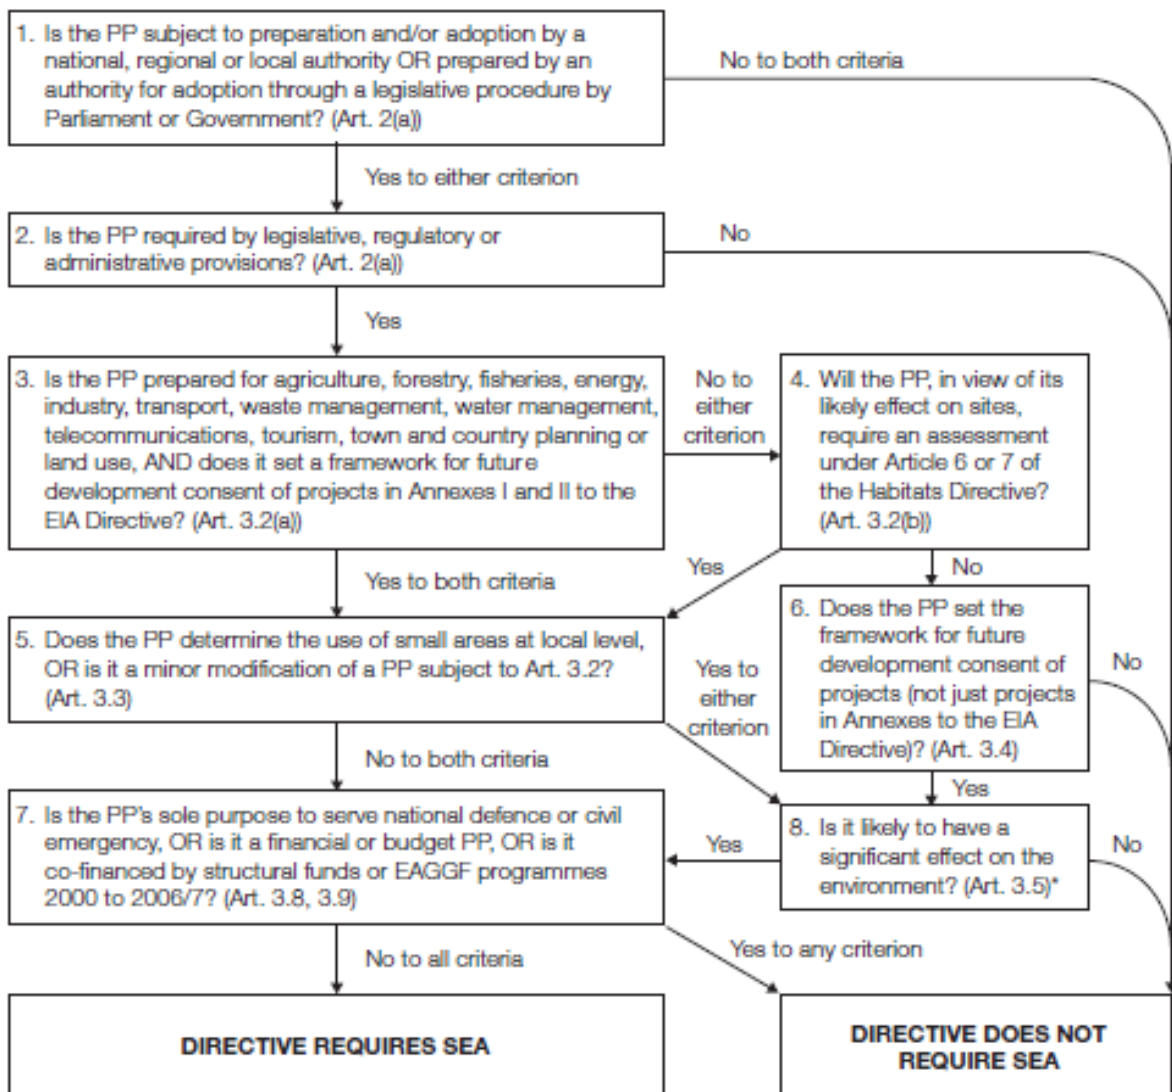 1. Is the PP subject to preparation and/or adoption by a
national, regional or local authority OR prepared by an
authority for adoption through a legislative procedure by
Parliament or Government? (Art. 2(a))
No to both criteria
Yes to either criterion
2. Is the PP required by legislative, regulatory or
administrative provisions? (Art. 2(a))
No
Yes
3. Is the PP prepared for agriculture, forestry, fisheries, energy,
industry, transport, waste management, water management,
telecommunications, tourism, town and country planning or
land use, AND does it set a framework for future
development consent of projects in Annexes I and II to the
EIA Directive? (Art. 3.2(a))
No to
either
criterion
4. Will the PP, in view of its
likely effect on sites,
require an assessment
under Article 6 or 7 of
the Habitats Directive?
(Art. 3.2(b))
Yes to both criteria
Yes
No
5. Does the PP determine the use of small areas at local level,
OR is it a minor modification of a PP subject to Art. 3.2?
(Art. 3.3)
Yes to
either
criterion
6. Does the PP set the
framework for future
development consent of
projects (not just projects
in Annexes to the EIA
Directive)? (Art. 3.4)
No
No to both criteria
Yes
7. Is the PP's sole purpose to serve national defence or civil
emergency, OR is it a financial or budget PP, OR is it
co-financed by structural funds or EAGGF programmes
2000 to 2006/7? (Art. 3.8, 3.9)
Yes
8. Is it likely to have a
significant effect on the
environment? (Art. 3.5)*
No
No to all criteria
Yes to any criterion
DIRECTIVE REQUIRES SEA
DIRECTIVE DOES NOT
REQUIRE SEA